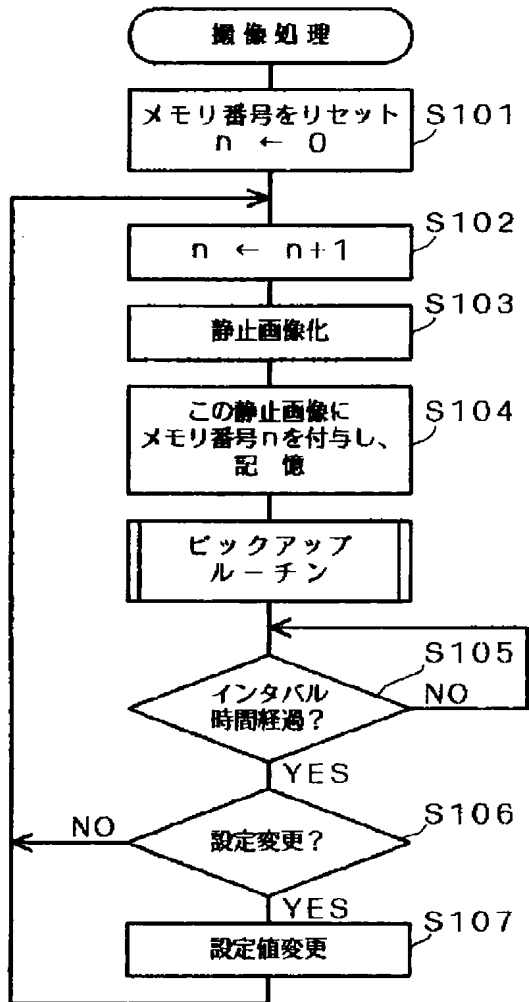 撮像処理
メモリ番号をリセット
n ← 0
S101
n ← n+1
S102
静止画像化
S103
この静止画像に
メモリ番号nを付与し、
記 憶
S104
ピックアップ
ルーチン
インタバル
時間経過?
S105
NO
YES
設定変更?
S106
NO
YES
設定値変更
S107